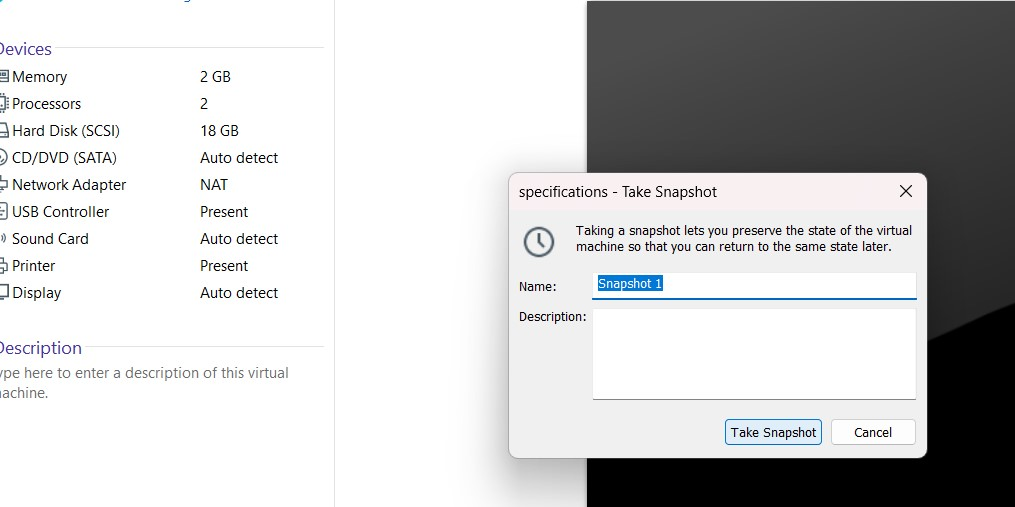 Devices
Memory 2 GB
Processors 2
Hard Disk (SCSI) 18 GB
CD/DVD (SATA) Auto detect
Network Adapter NAT
USB Controller Present
Sound Card Auto detect
Printer Present
Display Auto detect
Description
ype here to enter a description of this virtual
achine.
specifications - Take Snapshot
Taking a snapshot lets you preserve the state of the virtual
machine so that you can return to the same state later.
Name: Snapshot 1
Description:
Take Snapshot Cancel